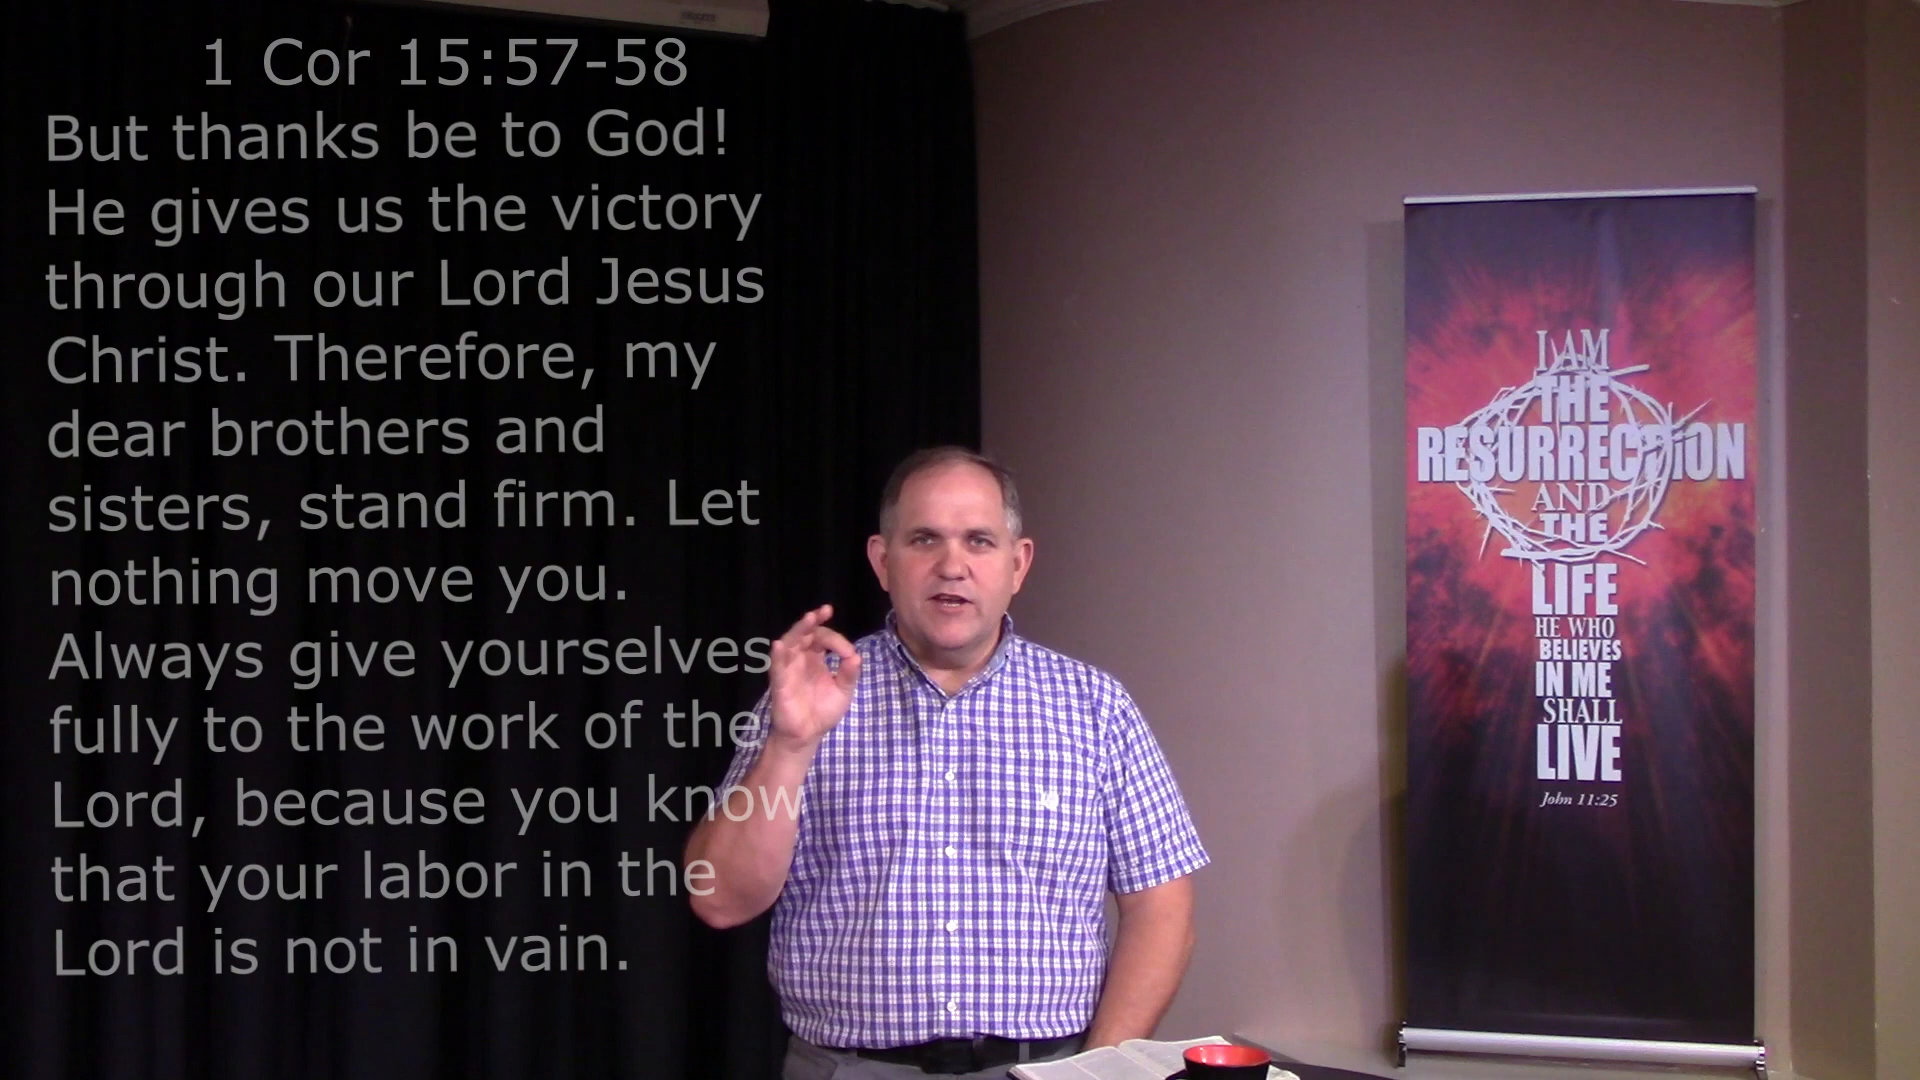 1 Cor 15:57-58
But thanks be to God!
He gives us the victory
through our Lord Jesus
Christ. Therefore, my
dear brothers and
sisters, stand firm. Let
nothing move you.
Always give yourselves
fully to the work of the
Lord, because you know
that your labor in the
Lord is not in vain.
I AM
THE
RESURRECTION
AND
THE
LIFE
HE WHO
BELIEVES
IN ME
SHALL
LIVE
John 11:25